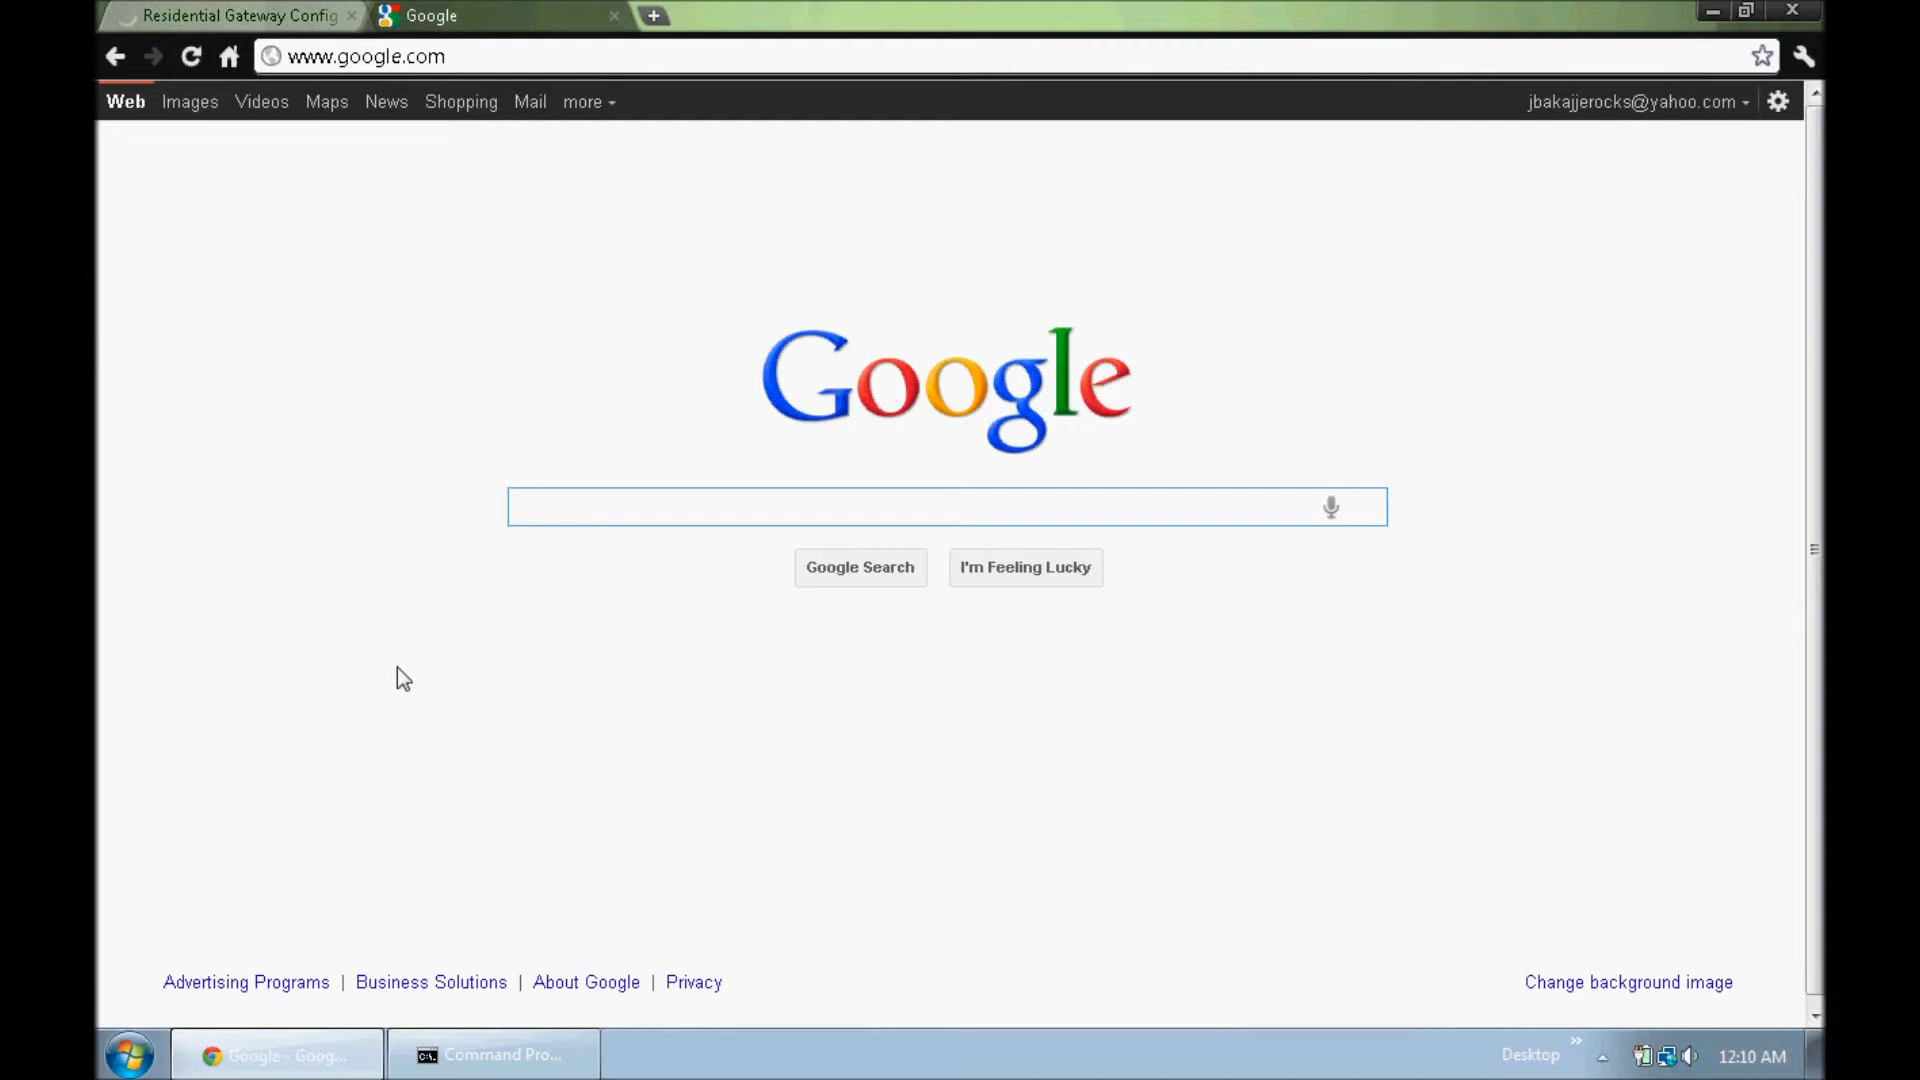 Residential Gateway Config
Google
www.google.com
Web Images Videos Maps News Shopping Mail more
jbakajjerocks@yahoo.com
Google
Google Search
I'm Feeling Lucky
Advertising Programs | Business Solutions | About Google | Privacy
Change background image
Google - Goog...
C:\.
Command Pro...
Desktop
12:10 AM